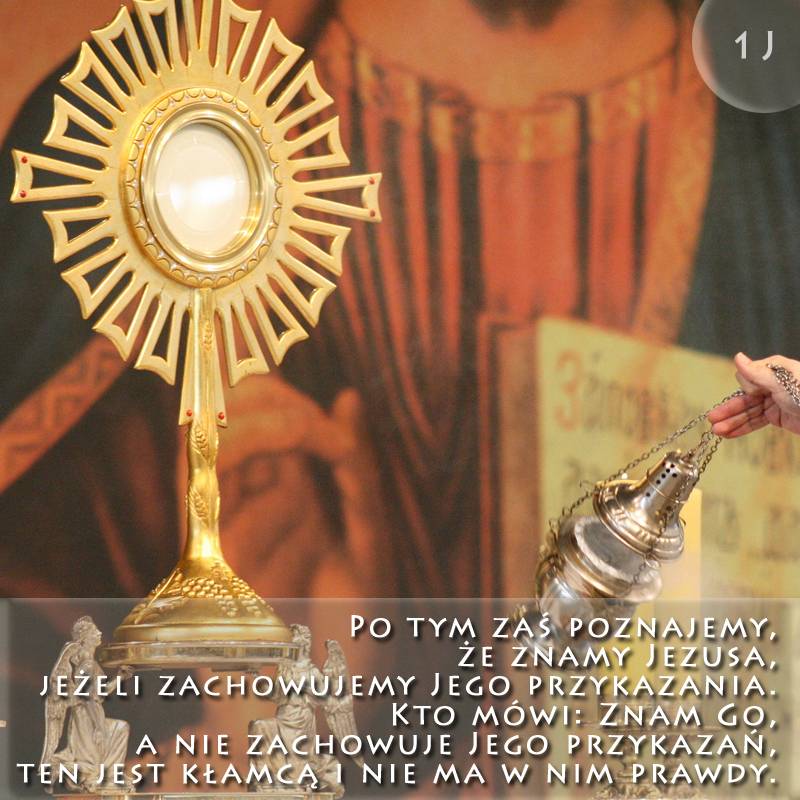 1 J
Po tym zaś poznajemy,
że znamy Jezusa,
jeżeli zachowujemy Jego przykazania.
Kto mówi: Znam Go,
a nie zachowuje Jego przykazań,
ten jest kłamcą i nie ma w nim prawdy.